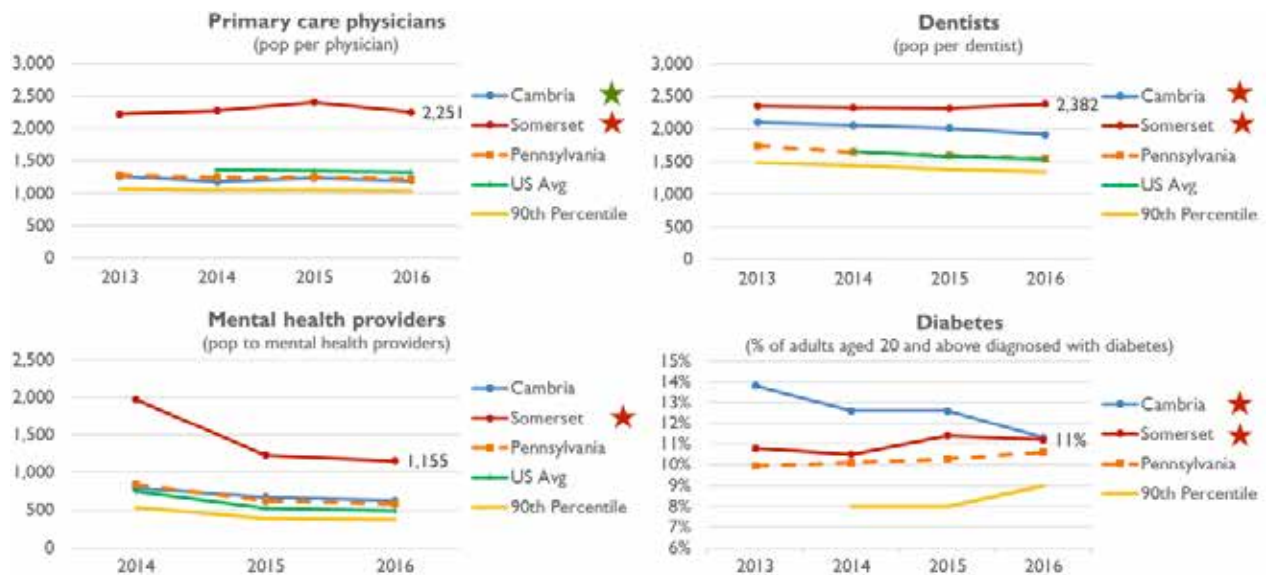 Primary care physicians
(pop per physician)
3,000
2,500
2,000
1,500
1,000
500
0
2013 2014 2015 2016
2,251
Cambria
Somerset
Pennsylvania
US Avg
90th Percentile
Dentists
(pop per dentist)
3,000
2,500
2,000
1,500
1,000
500
0
2013 2014 2015 2016
2,382
Cambria
Somerset
Pennsylvania
US Avg
90th Percentile
Mental health providers
(pop to mental health providers)
2,500
2,000
1,500
1,000
500
0
2014 2015 2016
1,155
Cambria
Somerset
Pennsylvania
US Avg
90th Percentile
Diabetes
(% of adults aged 20 and above diagnosed with diabetes)
15%
14%
13%
12%
11%
10%
9%
8%
7%
6%
2013 2014 2015 2016
11%
Cambria
Somerset
Pennsylvania
90th Percentile